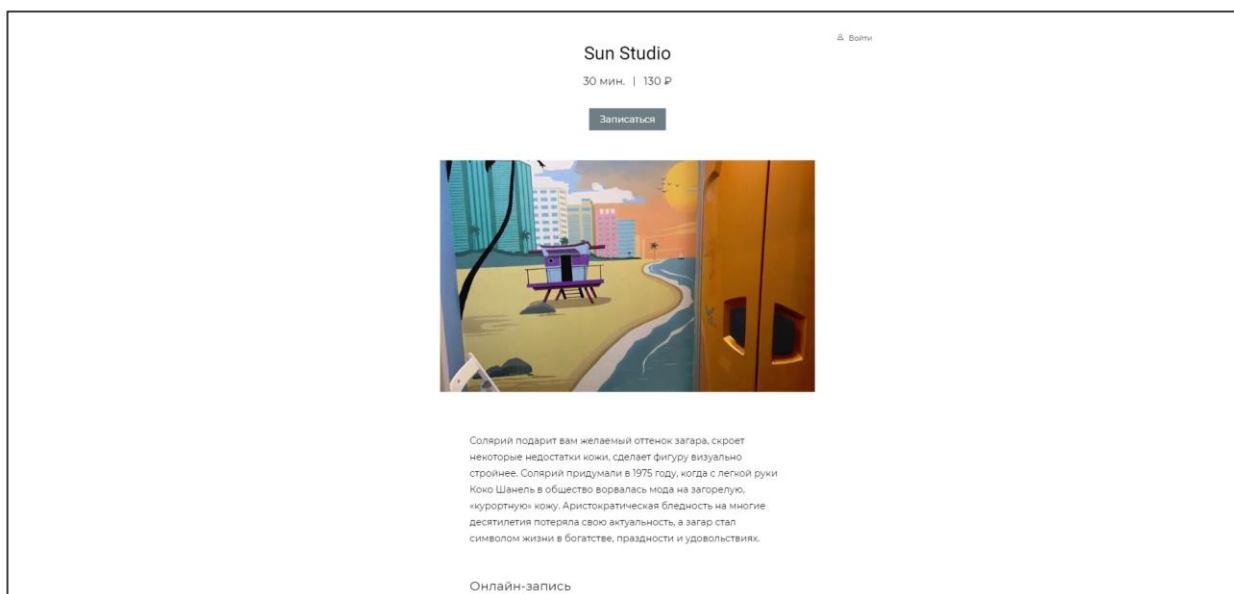 Войти
Sun Studio
30 мин. | 130 ₽
Записаться
Солярий подарит вам желаемый оттенок загара, скроет
некоторые недостатки кожи, сделает фигуру визуально
стройнее. Солярий придумали в 1975 году, когда с легкой руки
Коко Шанель в общество ворвалась мода на загорелую,
«курортную» кожу. Аристократическая бледность на многие
десятилетия потеряла свою актуальность, а загар стал
символом жизни в богатстве, праздности и удовольствиях.
Онлайн-запись